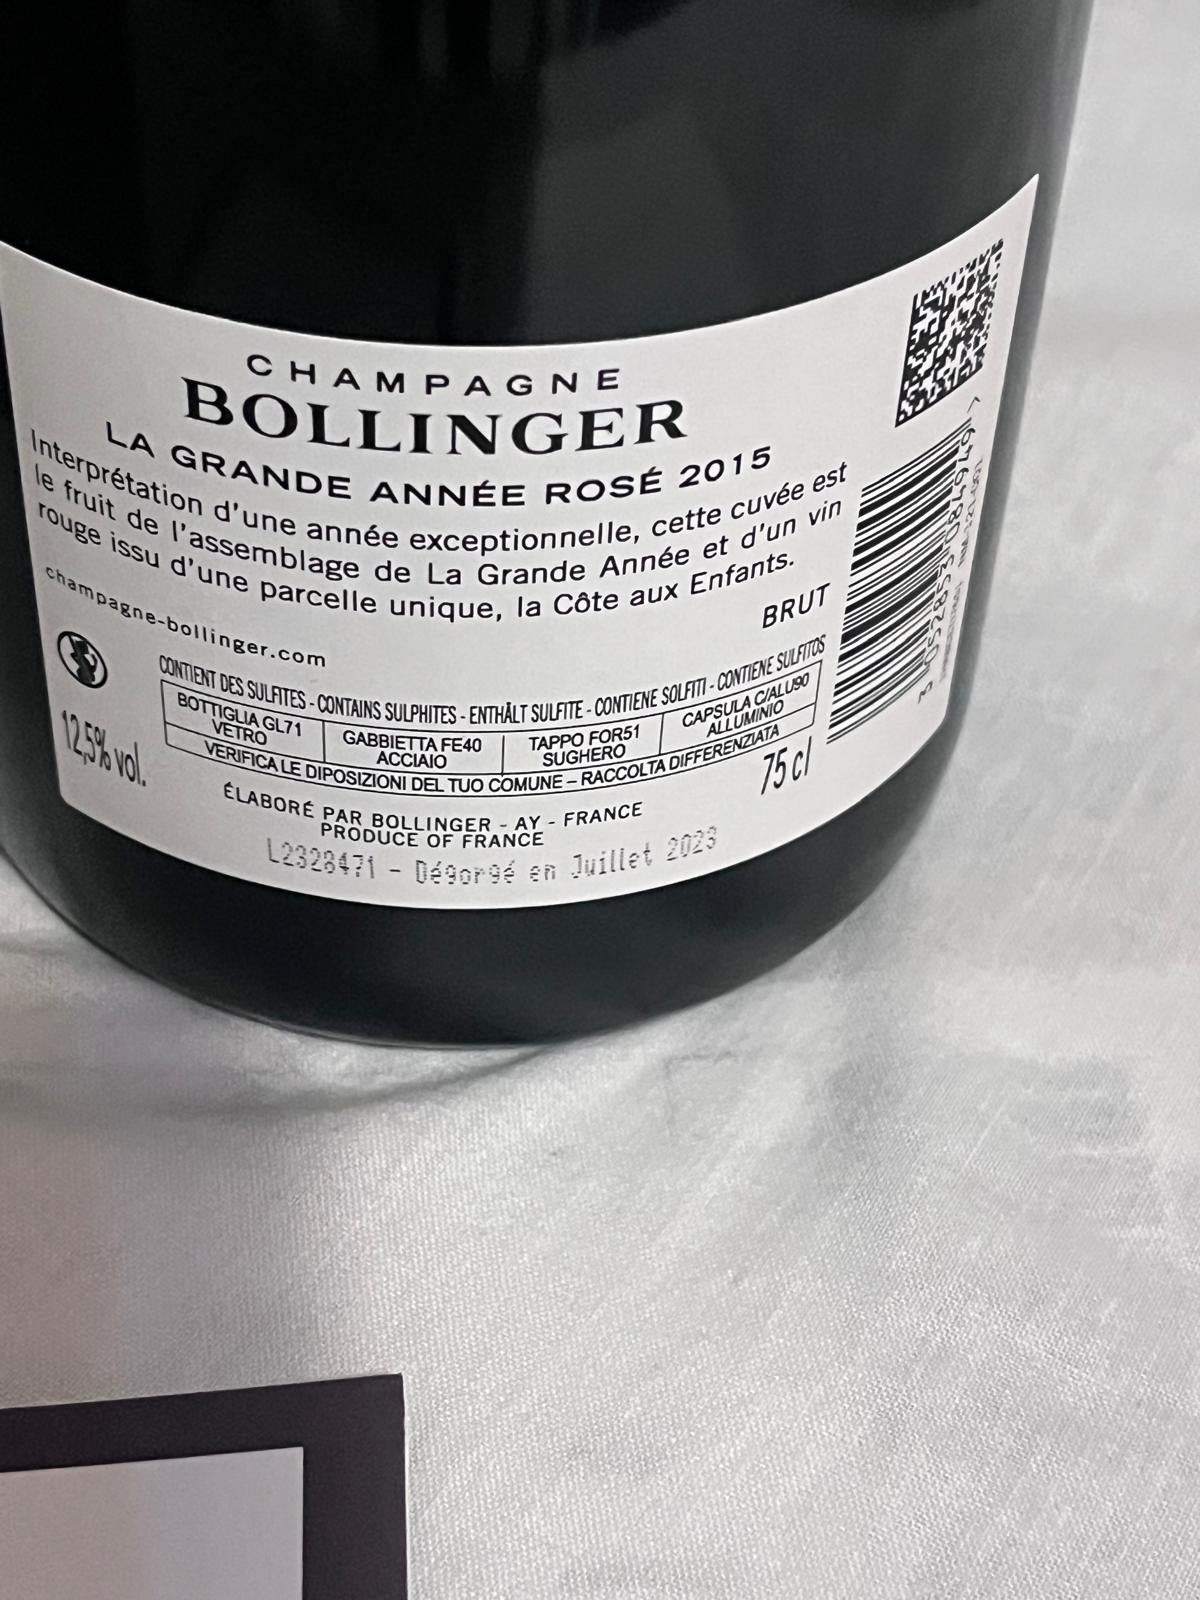 CHAMPAGNE
BOLLINGER
LA GRANDE ANNÉE ROSÉ 2015
Interprétation d'une année exceptionnelle, cette cuvée est
le fruit de l'assemblage de La Grande Année et d'un vin
rouge issu d'une parcelle unique, la Côte aux Enfants.
champagne-bollinger.com
BRUT
CONTIENT DES SULFITES - CONTAINS SULPHITES - ENTHÄLT SULFITE - CONTIENE SOLFITI - CONTIENE SULFITOS
BOTTIGLIA GL71
VETRO
GABBIETTA FE40
ACCIAIO
TAPPO FOR51
SUGHERO
CAPSULA C/ALU90
ALLUMINIO
VERIFICA LE DIPOSIZIONI DEL TUO COMUNE – RACCOLTA DIFFERENZIATA
12,5% vol.
75 cl
ÉLABORÉ PAR BOLLINGER - AY - FRANCE
PRODUCE OF FRANCE
L2328471 - Dégorgé en Juillet 2023
3 052853 084949 >